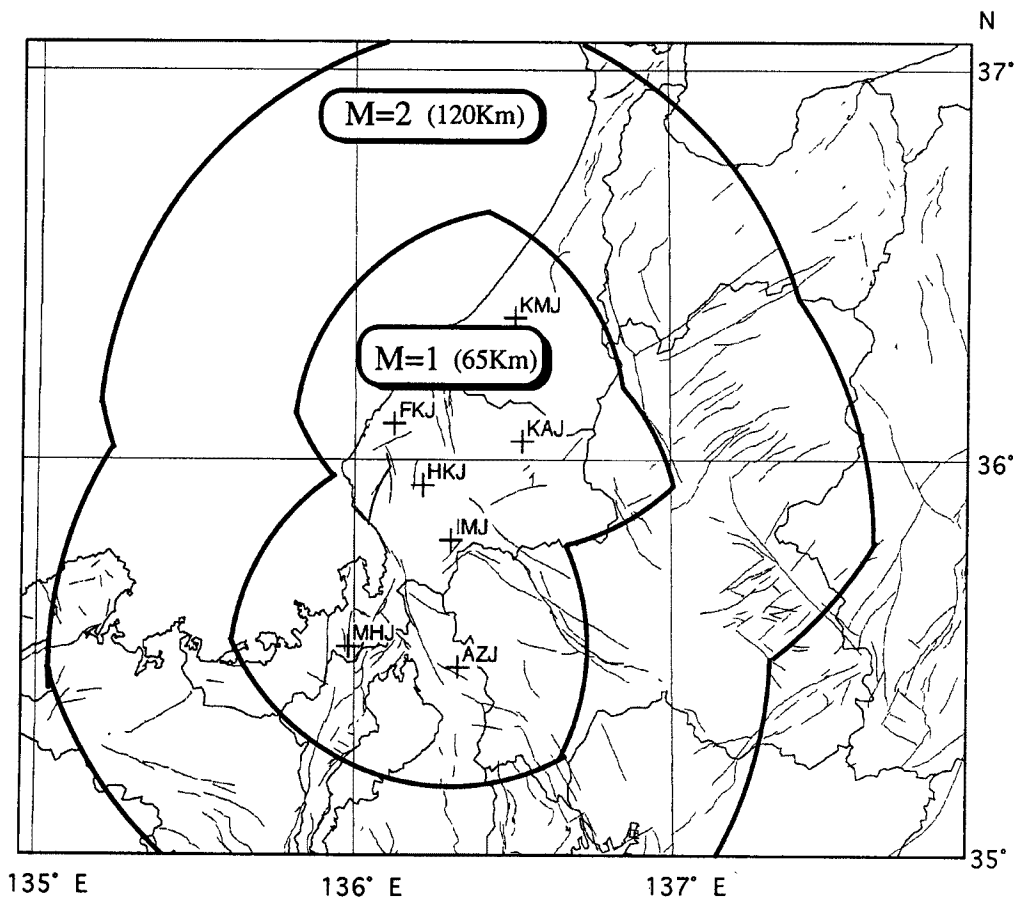 N
37°
M=2 (120Km)
KMJ
M=1 (65Km)
FKJ
KAJ
36°
HKJ
IMJ
MHJ
AZJ
35°
135° E
136° E
137° E